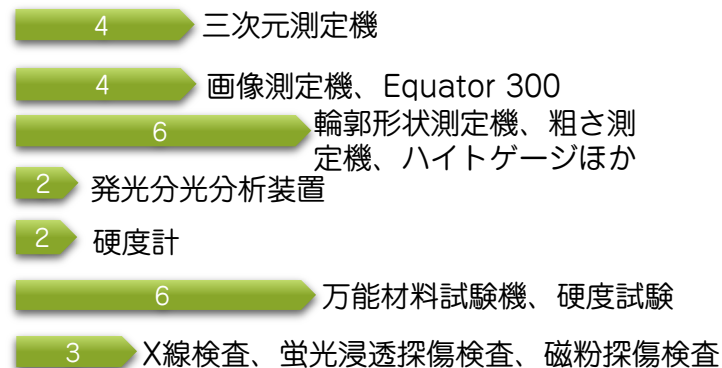 4 三次元測定機
4 画像測定機、Equator 300
6 輪郭形状測定機、粗さ測
定機、ハイトゲージほか
2 発光分光分析装置
2 硬度計
6 万能材料試験機、硬度試験
3 X線検査、蛍光浸透探傷検査、磁粉探傷検査